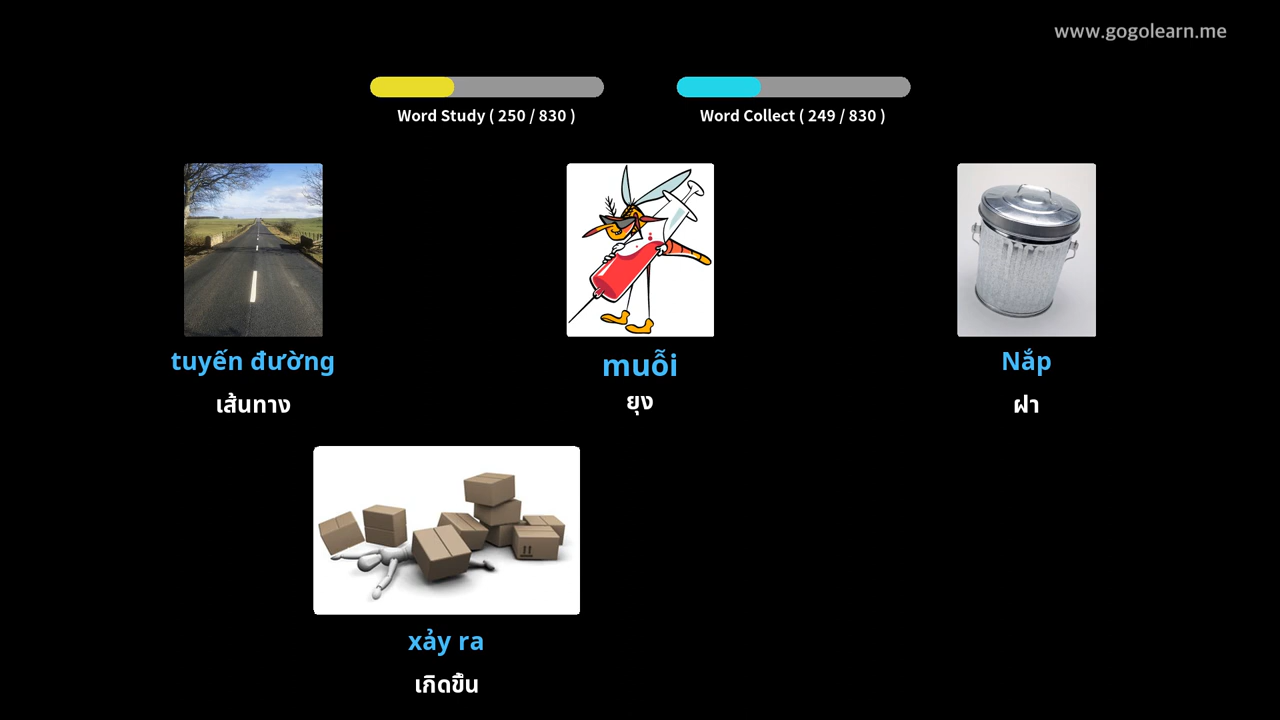 www.gogolearn.me
Word Study ( 250 / 830 )
Word Collect ( 249 / 830 )
tuyến đường
เส้นทาง
muỗi
ยุง
Nắp
ฝา
xảy ra
เกิดขึ้น